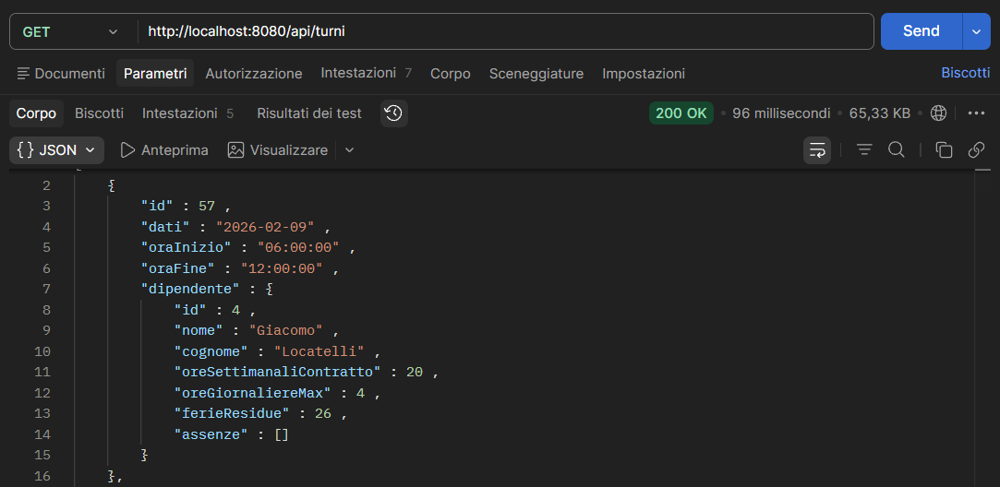 GET http://localhost:8080/api/turni Send
Documenti Parametri Autorizzazione Intestazioni 7 Corpo Sceneggiature Impostazioni Biscotti
Corpo Biscotti Intestazioni 5 Risultati dei test 200 OK • 96 millisecondi • 65,33 KB •
{} JSON Anteprima Visualizzare
2 {
3 "id" : 57 ,
4 "dati" : "2026-02-09" ,
5 "oraInizio" : "06:00:00" ,
6 "oraFine" : "12:00:00" ,
7 "dipendente" : {
8 "id" : 4 ,
9 "nome" : "Giacomo" ,
10 "cognome" : "Locatelli" ,
11 "oreSettimanaliContratto" : 20 ,
12 "oreGiornaliereMax" : 4 ,
13 "ferieResidue" : 26 ,
14 "assenze" : []
15 }
16 },